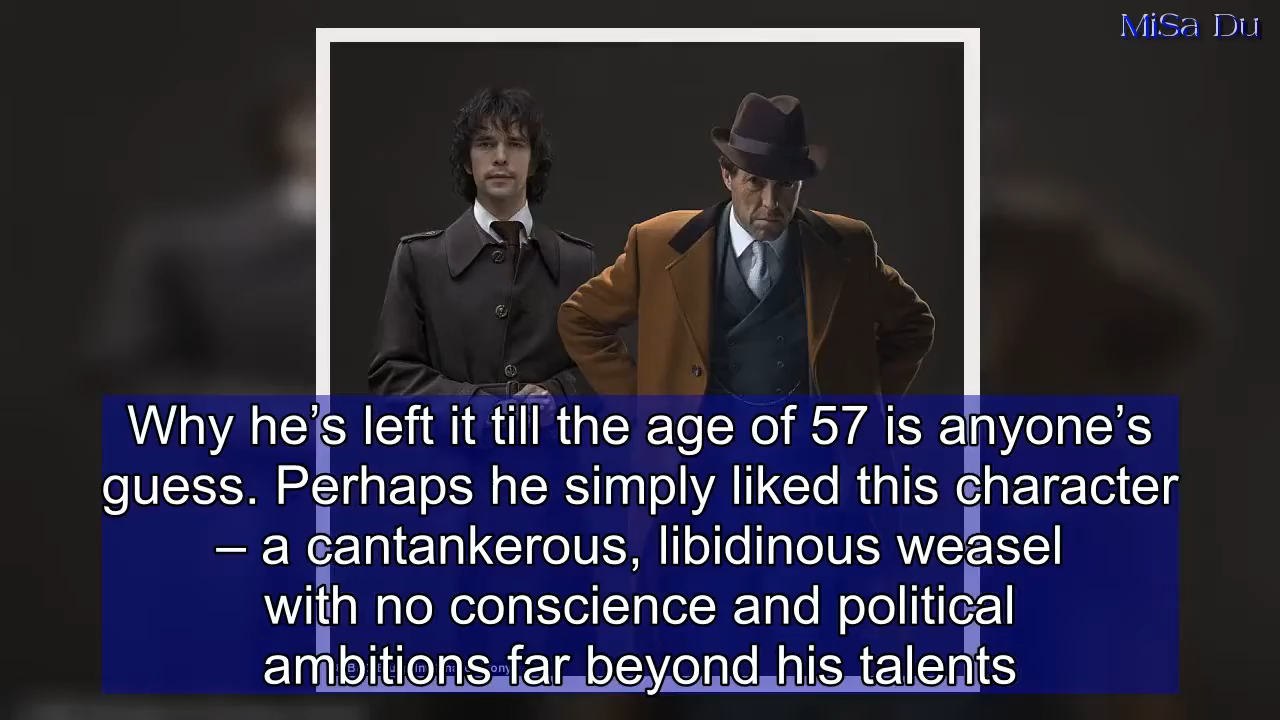 MiSa Du
Why he’s left it till the age of 57 is anyone’s
guess. Perhaps he simply liked this character
– a cantankerous, libidinous weasel
with no conscience and political
ambitions far beyond his talents